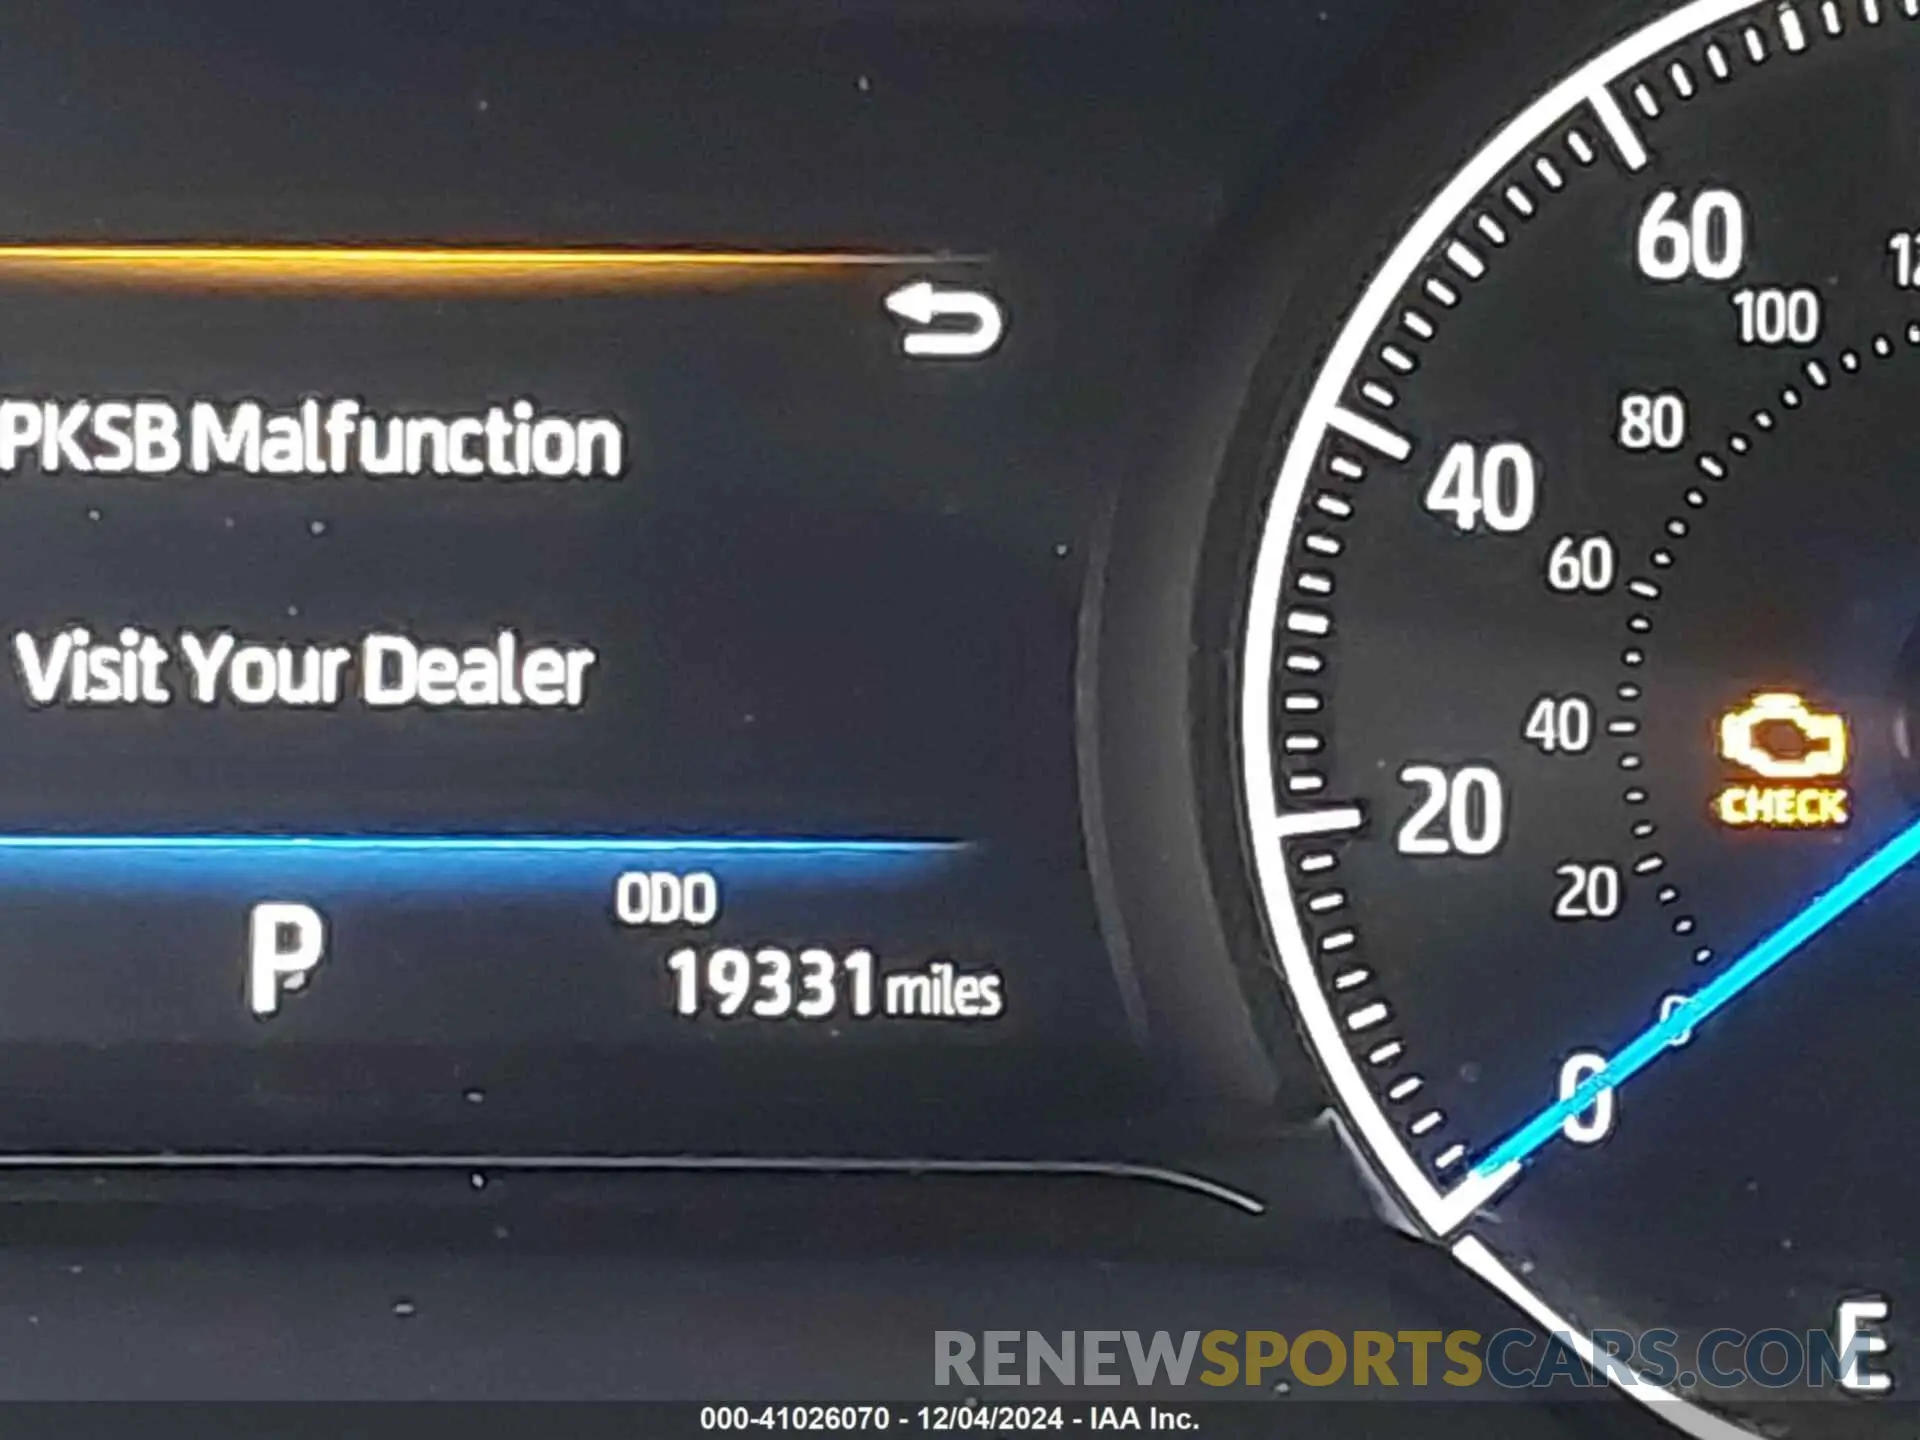 PKSB Malfunction
Visit Your Dealer
P
ODO
19331 miles
60
100
80
40
60
40
20
20
0
0
CHECK
E
RENEWSPORTSCARS.COM
000-41026070 - 12/04/2024 - IAA Inc.